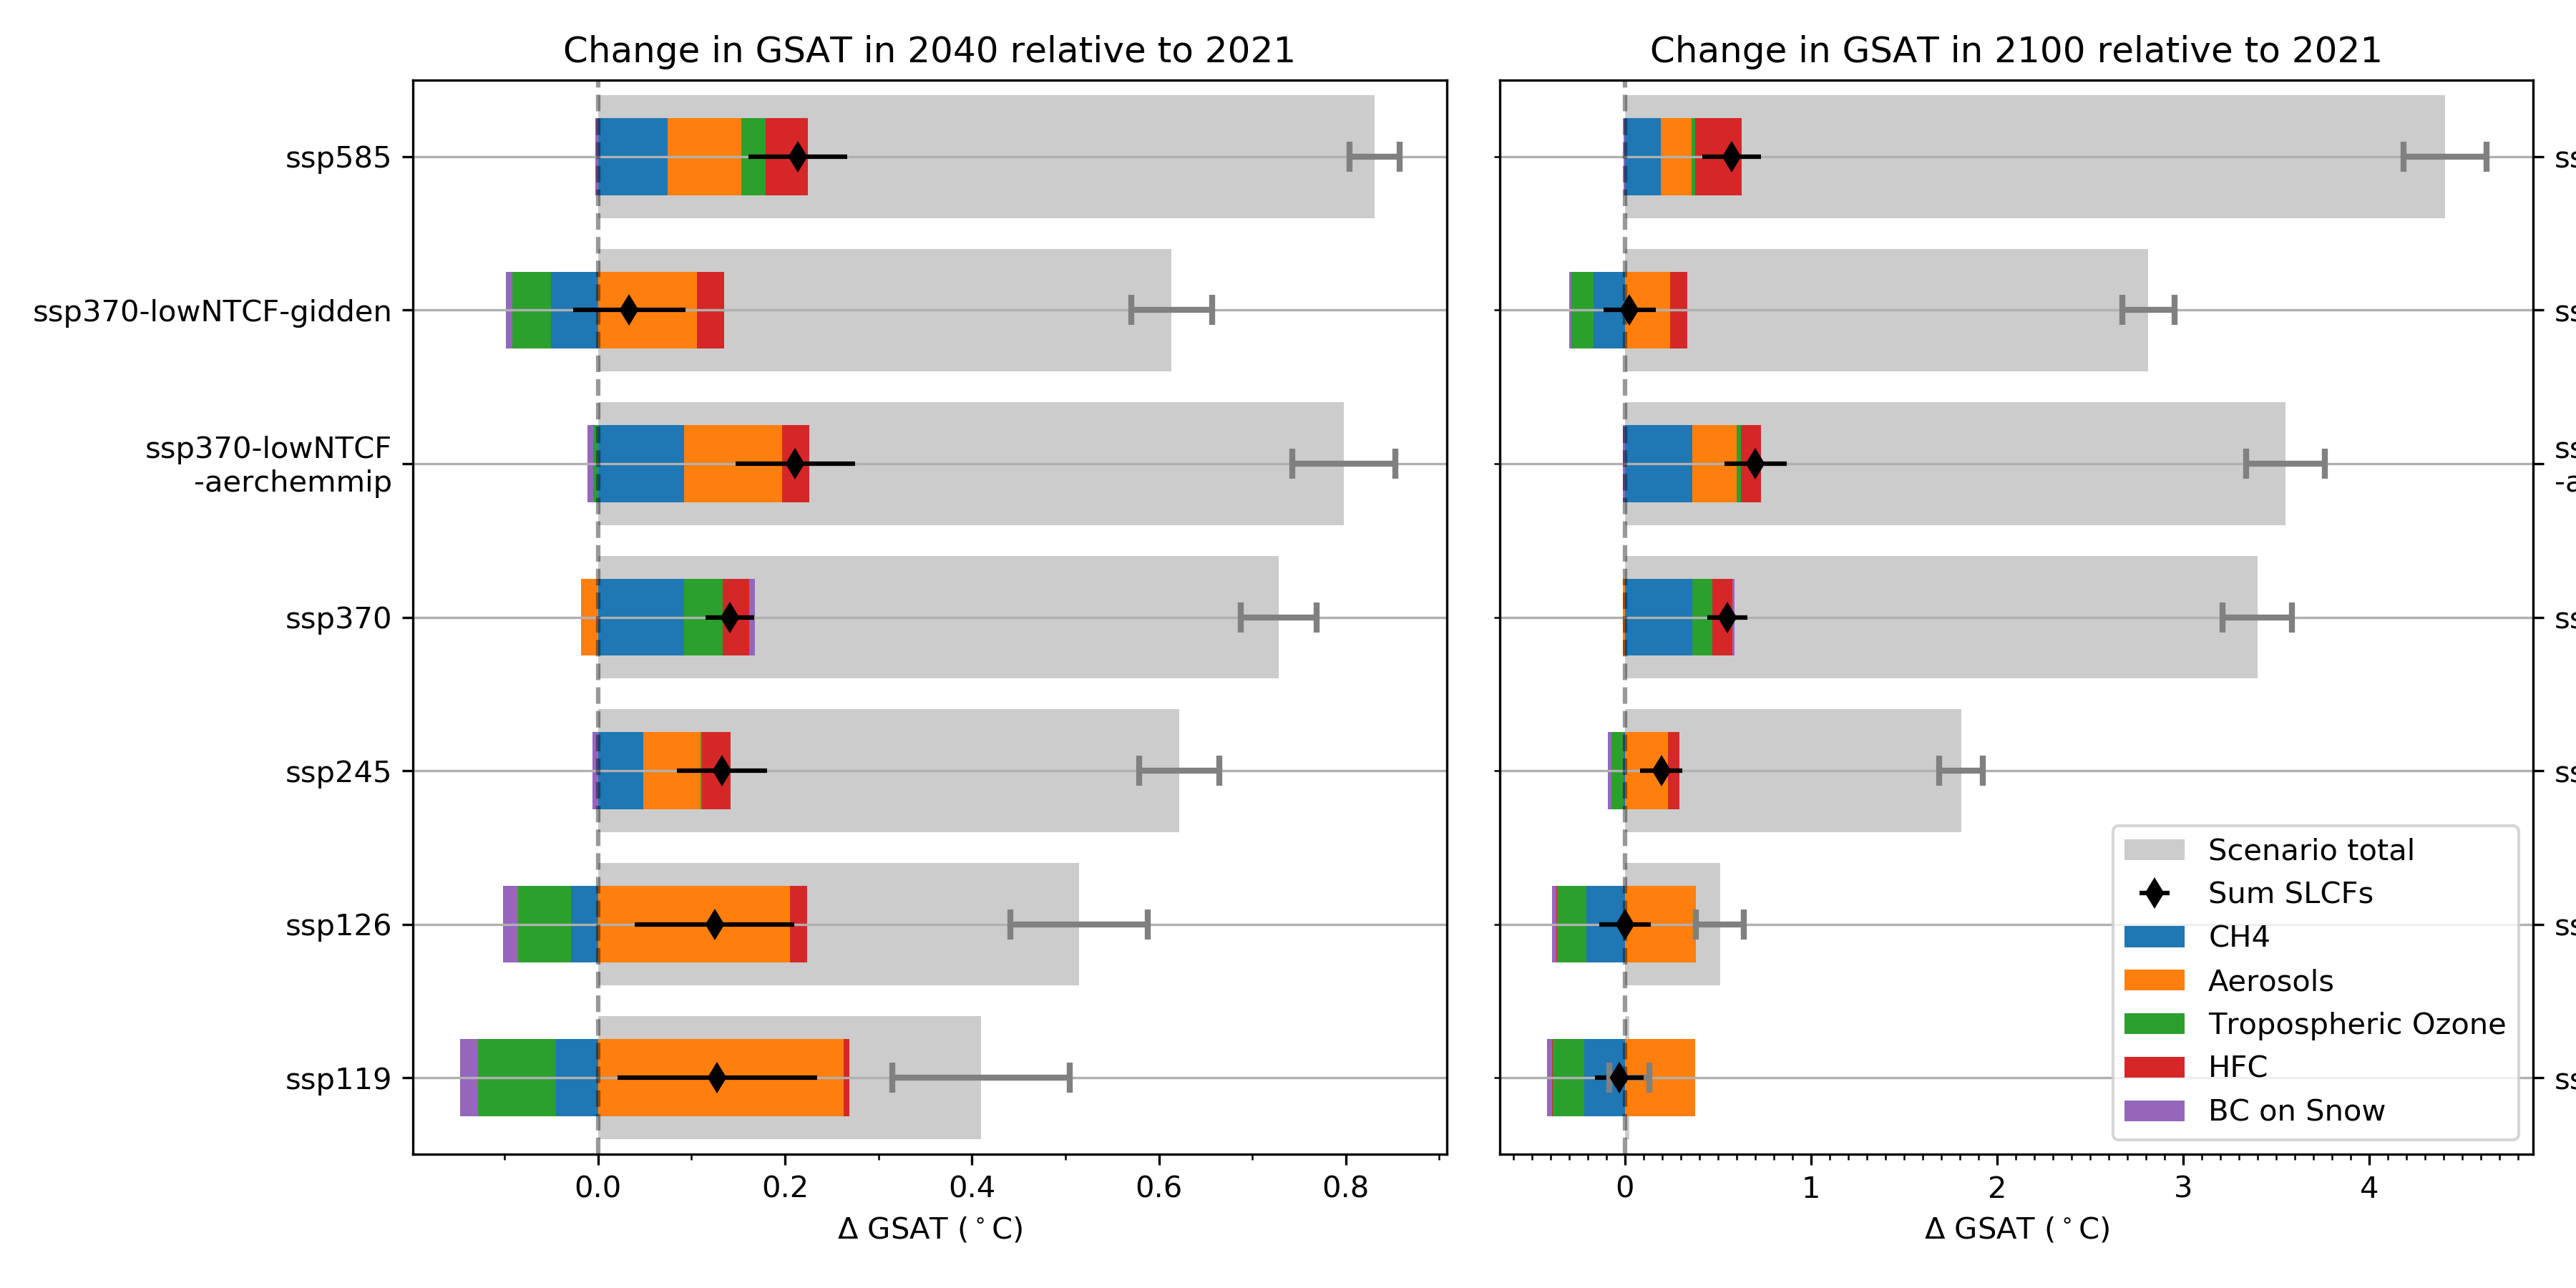 Change in GSAT in 2040 relative to 2021
Change in GSAT in 2100 relative to 2021
ssp585
ssp370-lowNTCF-gidden
ssp370-lowNTCF
-aerchemmip
ssp370
ssp245
ssp126
ssp119
0.0 0.2 0.4 0.6 0.8
Δ GSAT (°C)
Scenario total
Sum SLCFs
CH4
Aerosols
Tropospheric Ozone
HFC
BC on Snow
0 1 2 3 4
Δ GSAT (°C)